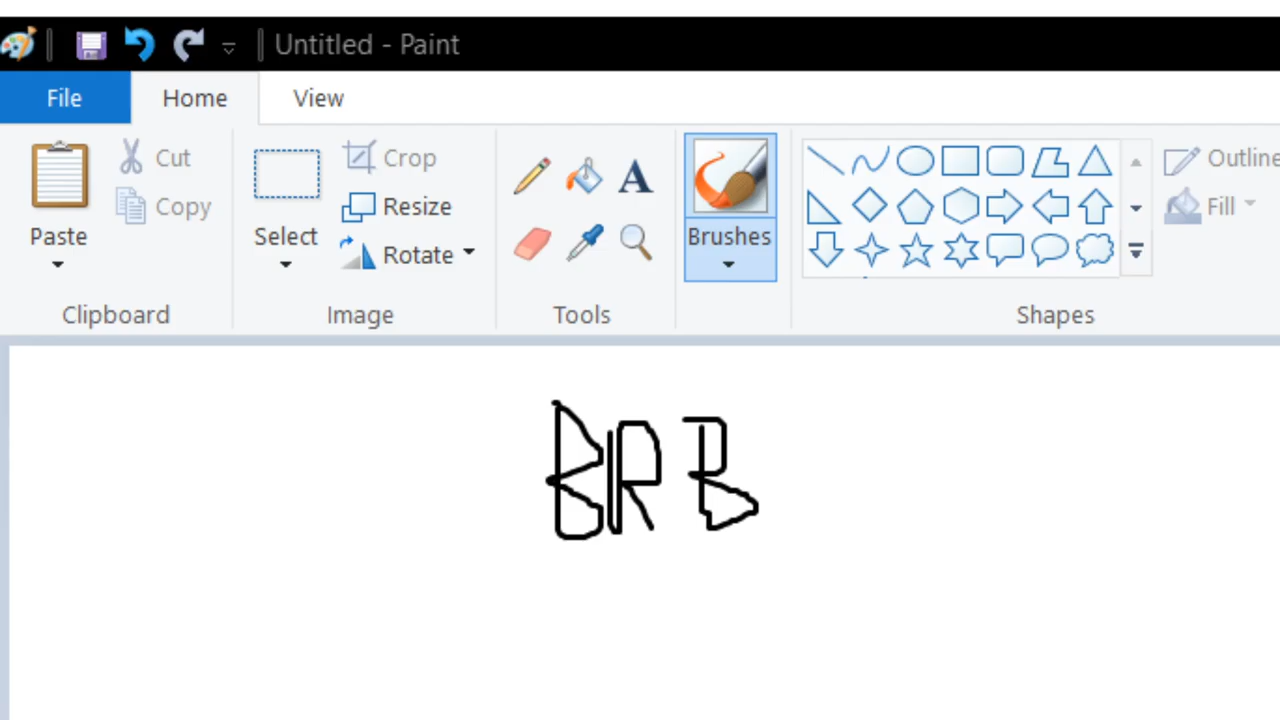 Untitled - Paint
File Home View
Paste Cut Copy Select Crop Resize Rotate A Brushes Outline Fill
Clipboard Image Tools Shapes
BRB